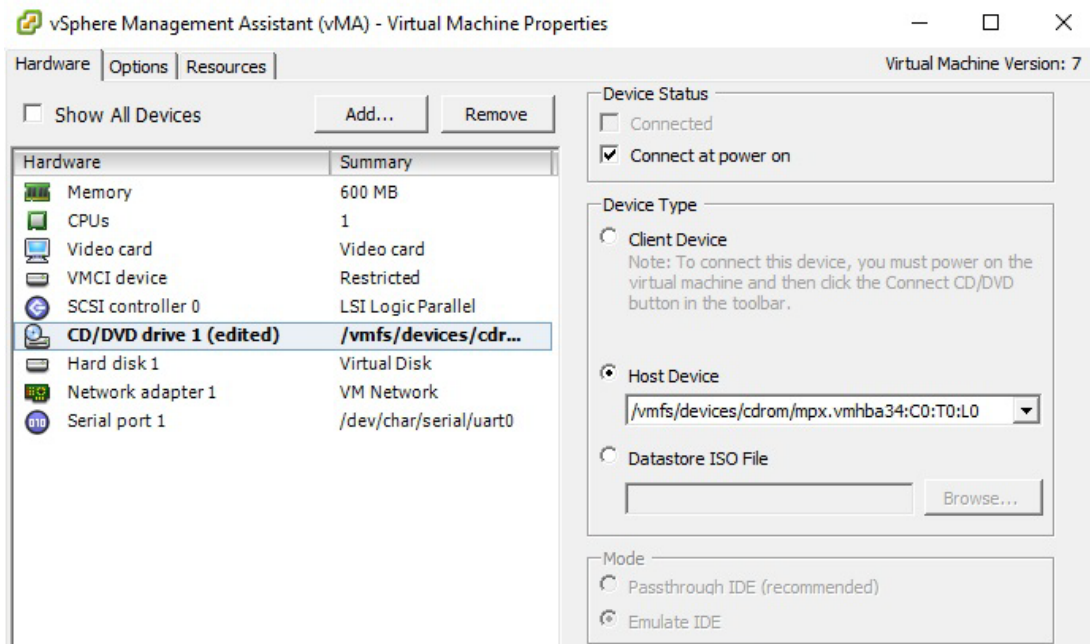 vSphere Management Assistant (vMA) - Virtual Machine Properties
Hardware Options Resources Virtual Machine Version: 7
Show All Devices Add... Remove
Hardware Summary
Memory 600 MB
CPUs 1
Video card Video card
VMCI device Restricted
SCSI controller 0 LSI Logic Parallel
CD/DVD drive 1 (edited) /vmfs/devices/cdr...
Hard disk 1 Virtual Disk
Network adapter 1 VM Network
Serial port 1 /dev/char/serial/uart0
Device Status
Connected
Connect at power on
Device Type
Client Device
Note: To connect this device, you must power on the
virtual machine and then click the Connect CD/DVD
button in the toolbar.
Host Device
/vmfs/devices/cdrom/mpx.vmhba34:C0:T0:L0
Datastore ISO File
Browse...
Mode
Passthrough IDE (recommended)
Emulate IDE